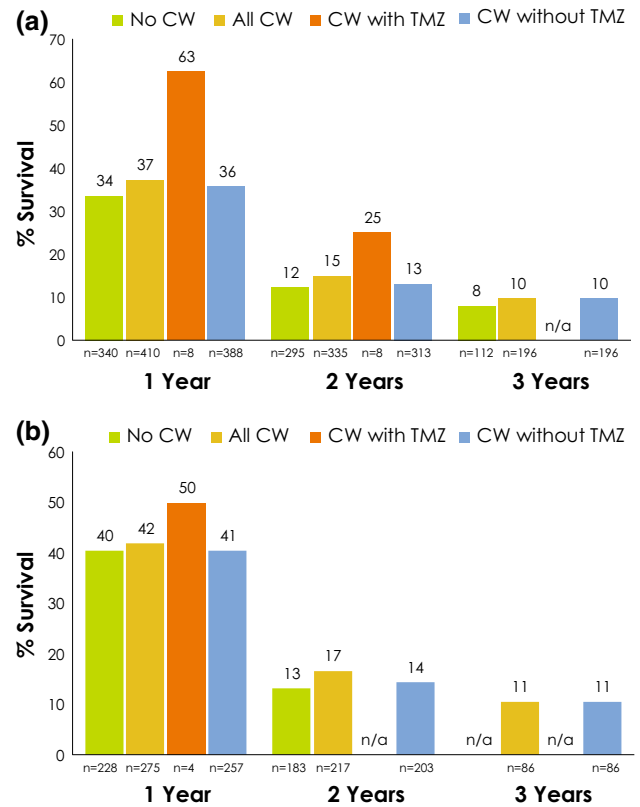 (a)
No CW All CW CW with TMZ CW without TMZ
% Survival
70
60
50
40
30
20
10
0
34 37 63 36
12 15 25 13
8 10 n/a 10
n=340 n=410 n=8 n=388 n=295 n=335 n=8 n=313 n=112 n=196 n=196
1 Year 2 Years 3 Years
(b)
No CW All CW CW with TMZ CW without TMZ
% Survival
60
50
40
30
20
10
0
40 42 50 41
13 17 n/a 14
n/a 11 n/a 11
n=228 n=275 n=4 n=257 n=183 n=217 n=203 n=86 n=86
1 Year 2 Years 3 Years